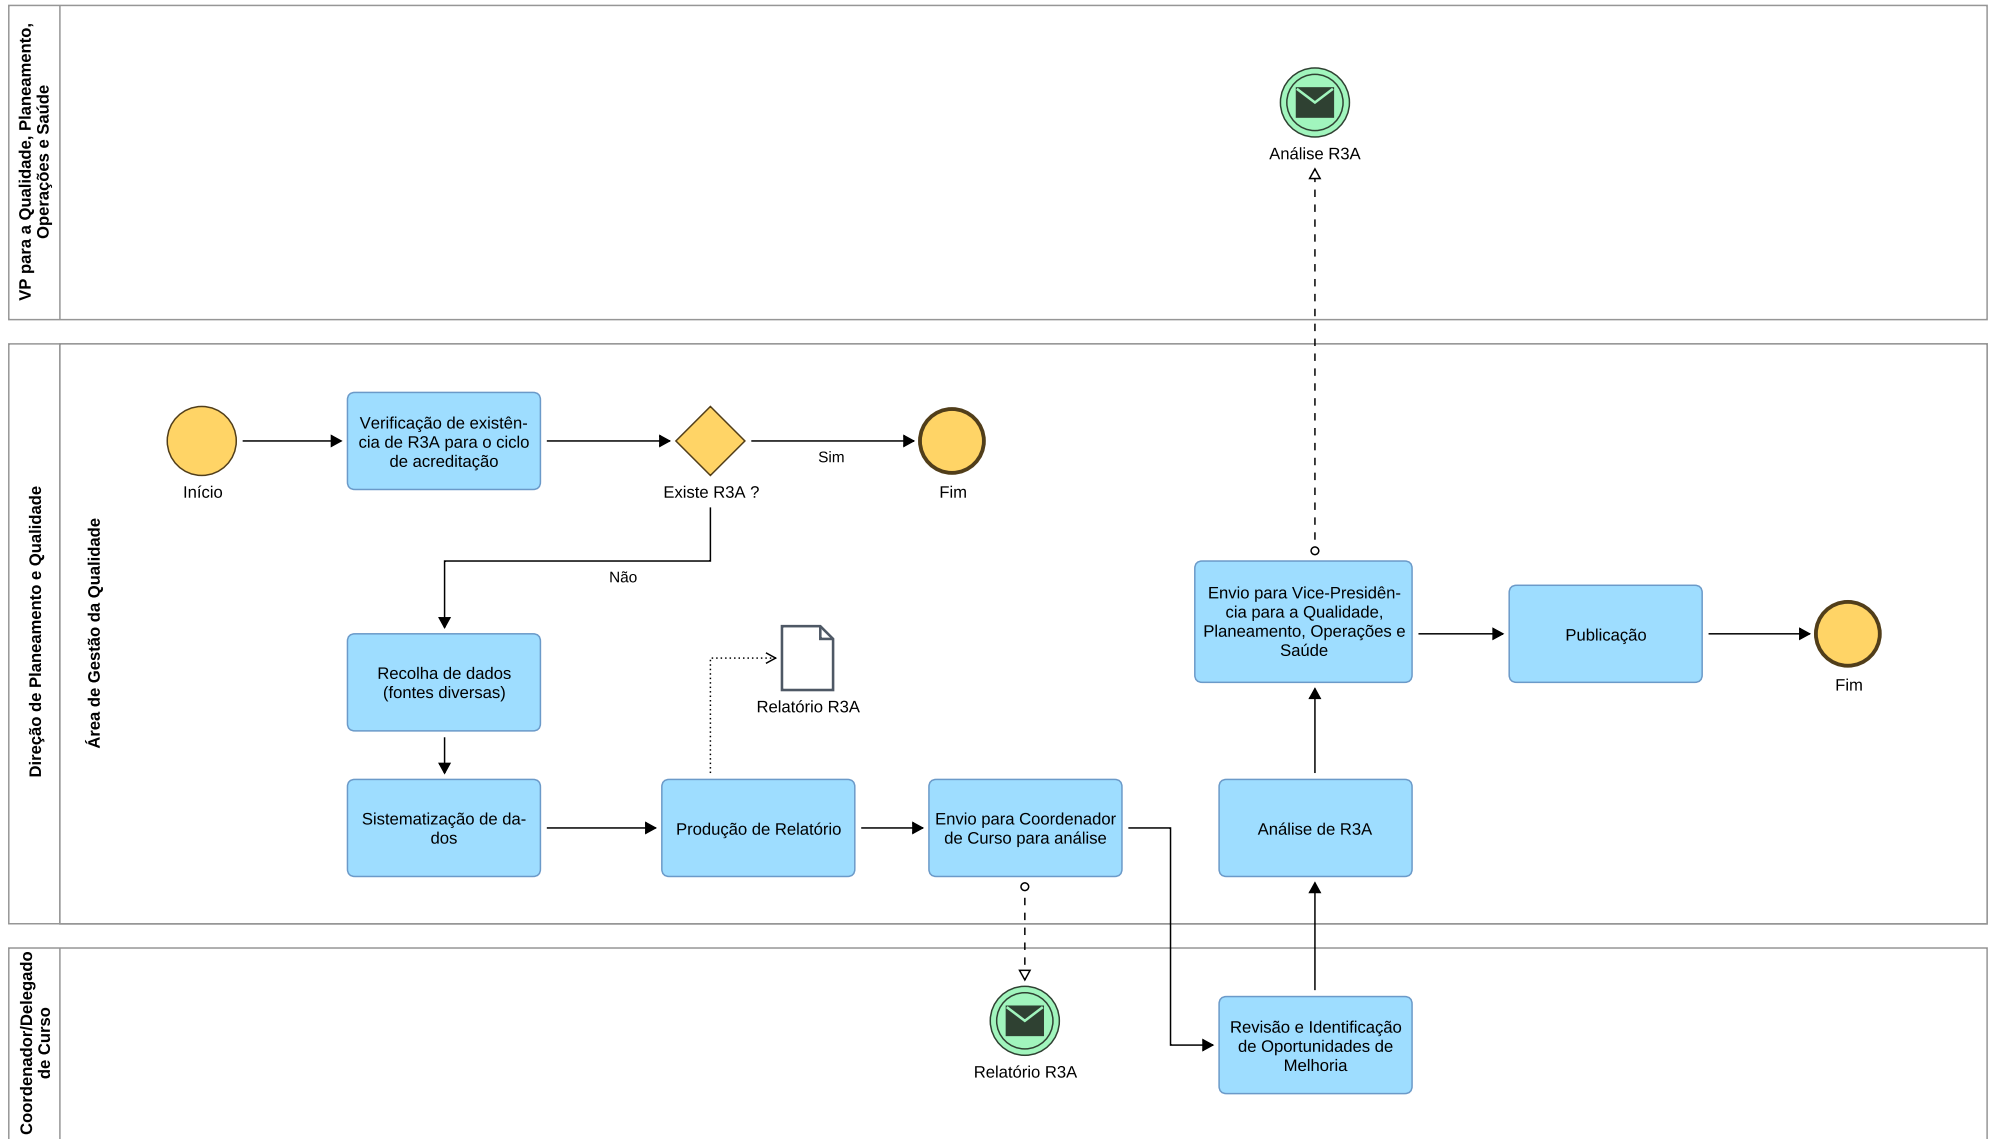 VP para a Qualidade, Planeamento,
Operações e Saúde
Análise R3A
Direção de Planeamento e Qualidade
Área de Gestão da Qualidade
Início
Verificação de existên-
cia de R3A para o ciclo
de acreditação
Existe R3A ?
Sim
Fim
Não
Recolha de dados
(fontes diversas)
Relatório R3A
Sistematização de da-
dos
Produção de Relatório
Envio para Coordenador
de Curso para análise
Envio para Vice-Presidên-
cia para a Qualidade,
Planeamento, Operações e
Saúde
Publicação
Fim
Análise de R3A
Coordenador/Delegado
de Curso
Relatório R3A
Revisão e Identificação
de Oportunidades de
Melhoria